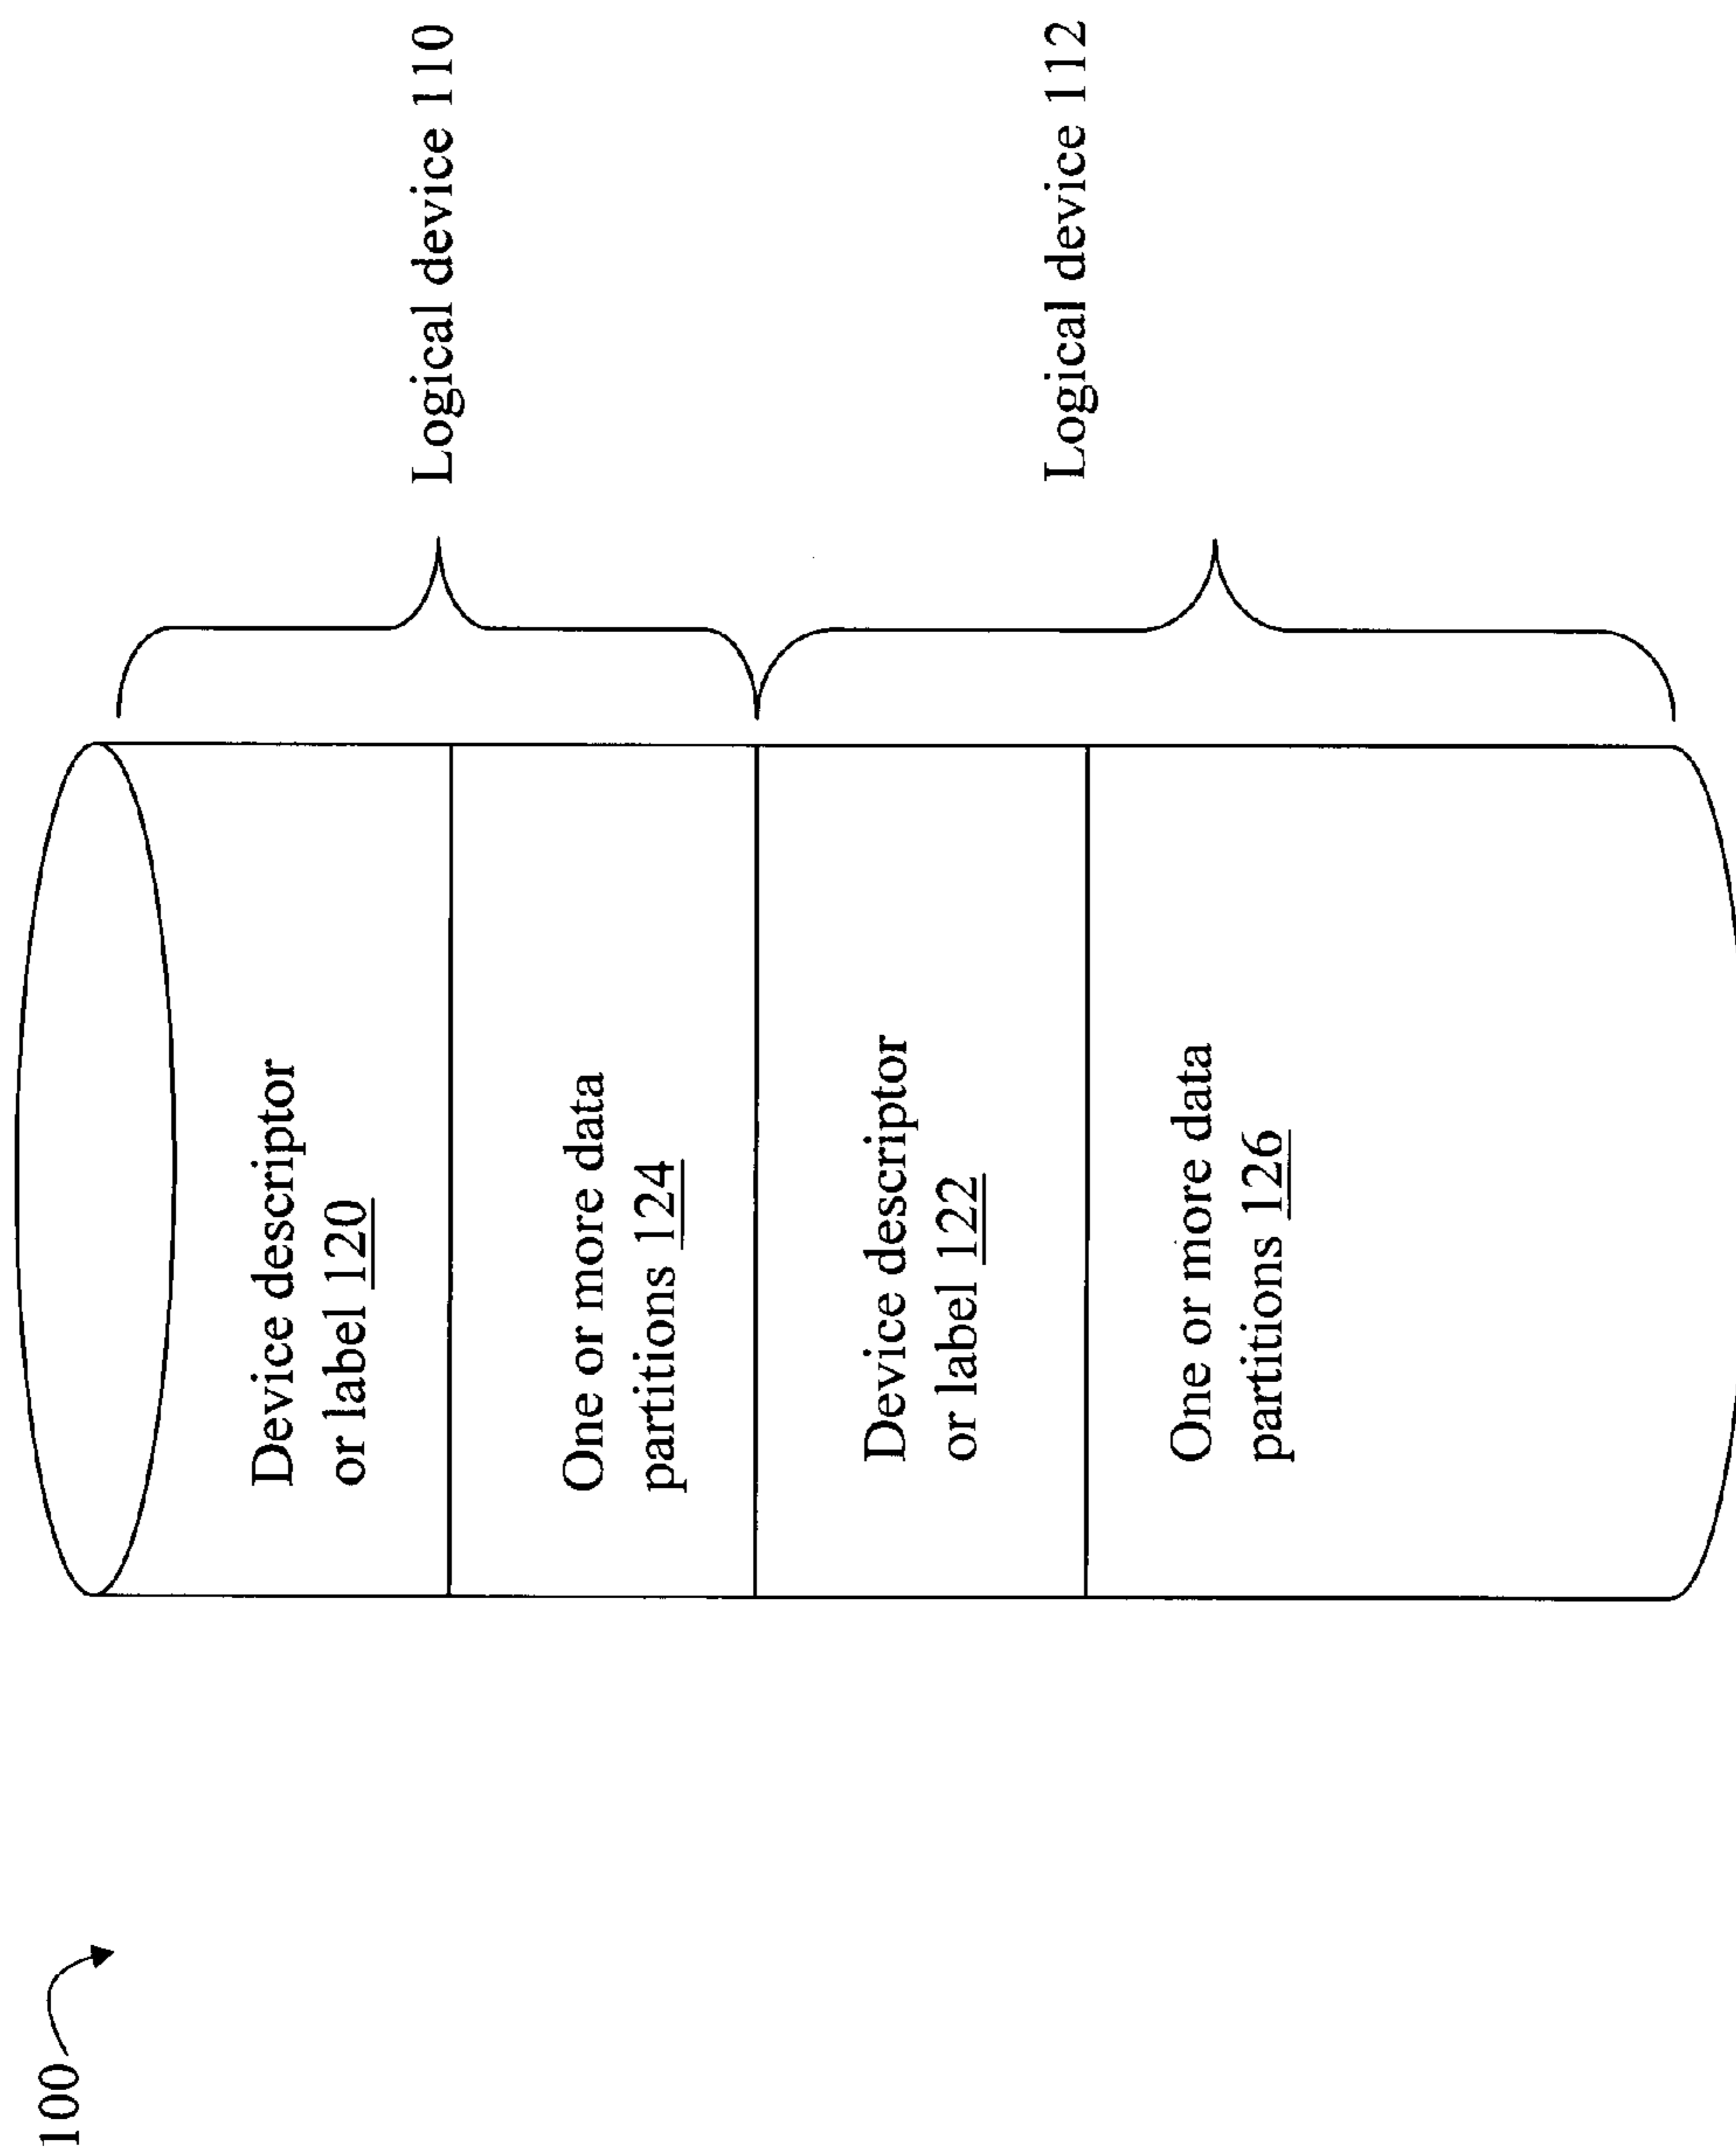 100
Device descriptor
or label 120
One or more data
partitions 124
Device descriptor
or label 122
One or more data
partitions 126
Logical device 110
Logical device 112